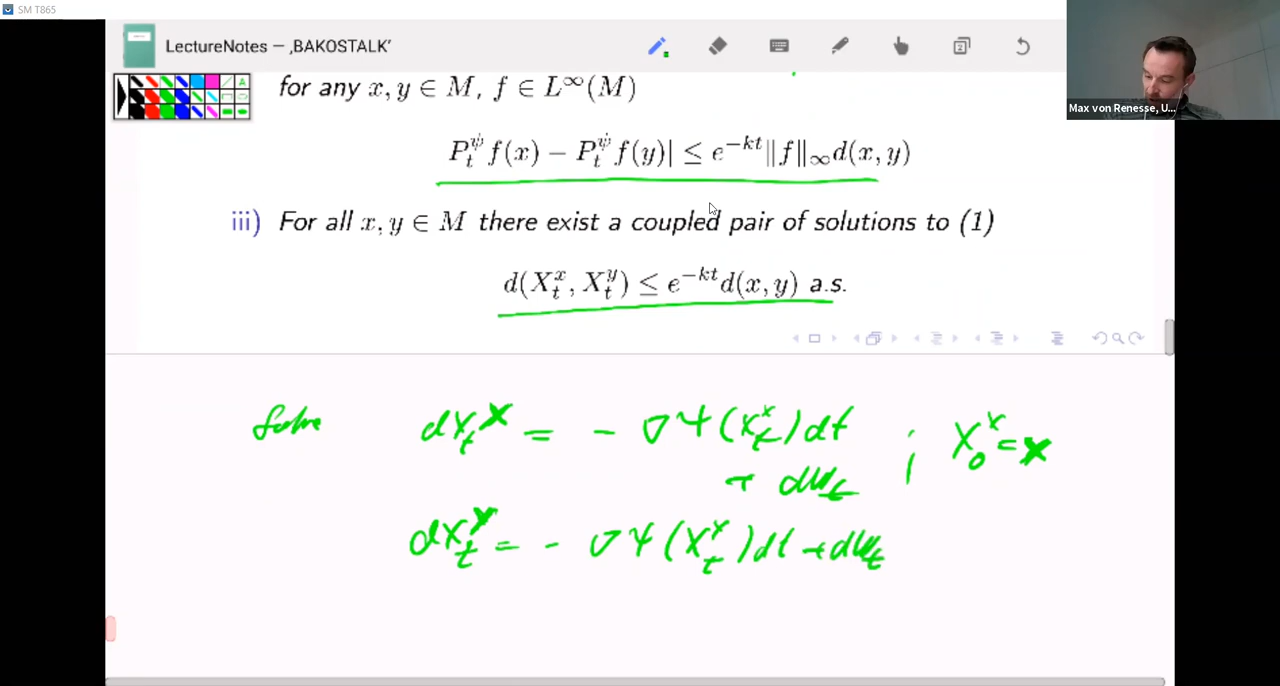 SM T865
LectureNotes – ‚BAKOSTALK’
for any x, y ∈ M, f ∈ L^∞(M)
P_t^ψ f(x) − P_t^ψ f(y)| ≤ e^{−kt}‖f‖_∞ d(x, y)
iii) For all x, y ∈ M there exist a coupled pair of solutions to (1)
d(X_t^x, X_t^y) ≤ e^{−kt} d(x, y) a.s.
Solve dX_t^x = − ∇Ψ(X_t^x)dt ; X_0^x = x
+ dW_t
dX_t^y = − ∇Ψ(X_t^y)dt + dW_t
Max von Renesse, U...